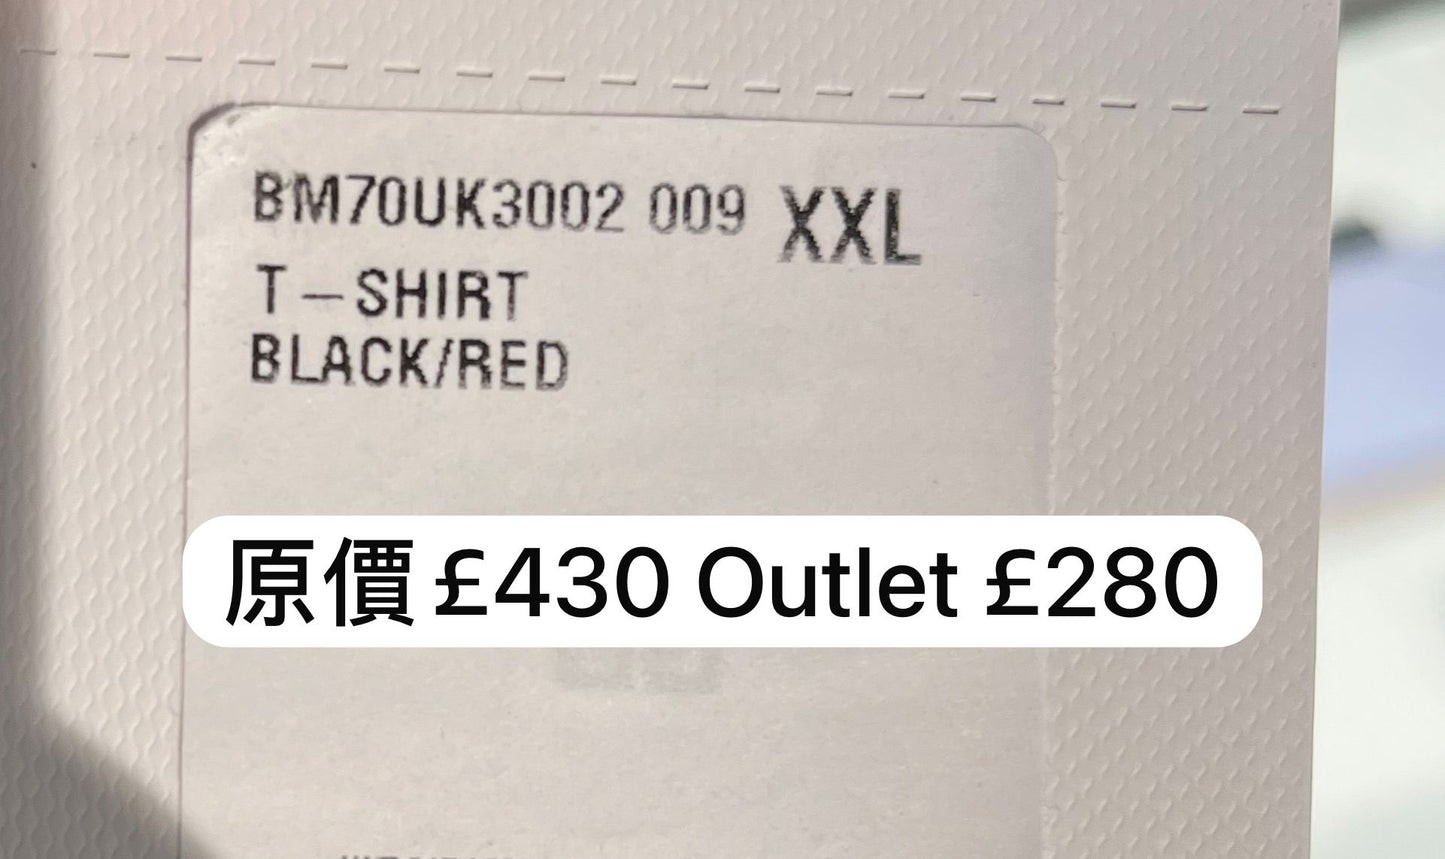 BM70UK3002 009 XXL
T-SHIRT
BLACK/RED
原價£430 Outlet £280